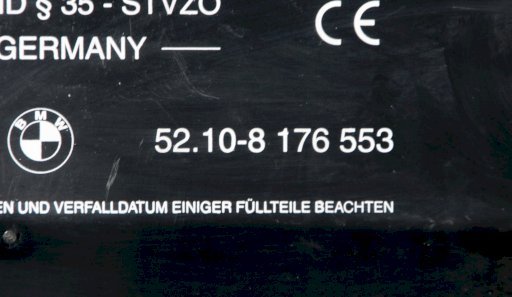 § 35 - STVZO
GERMANY
CE
BMW
52.10-8 176 553
UND VERFALLDATUM EINIGER FÜLLTEILE BEACHTEN